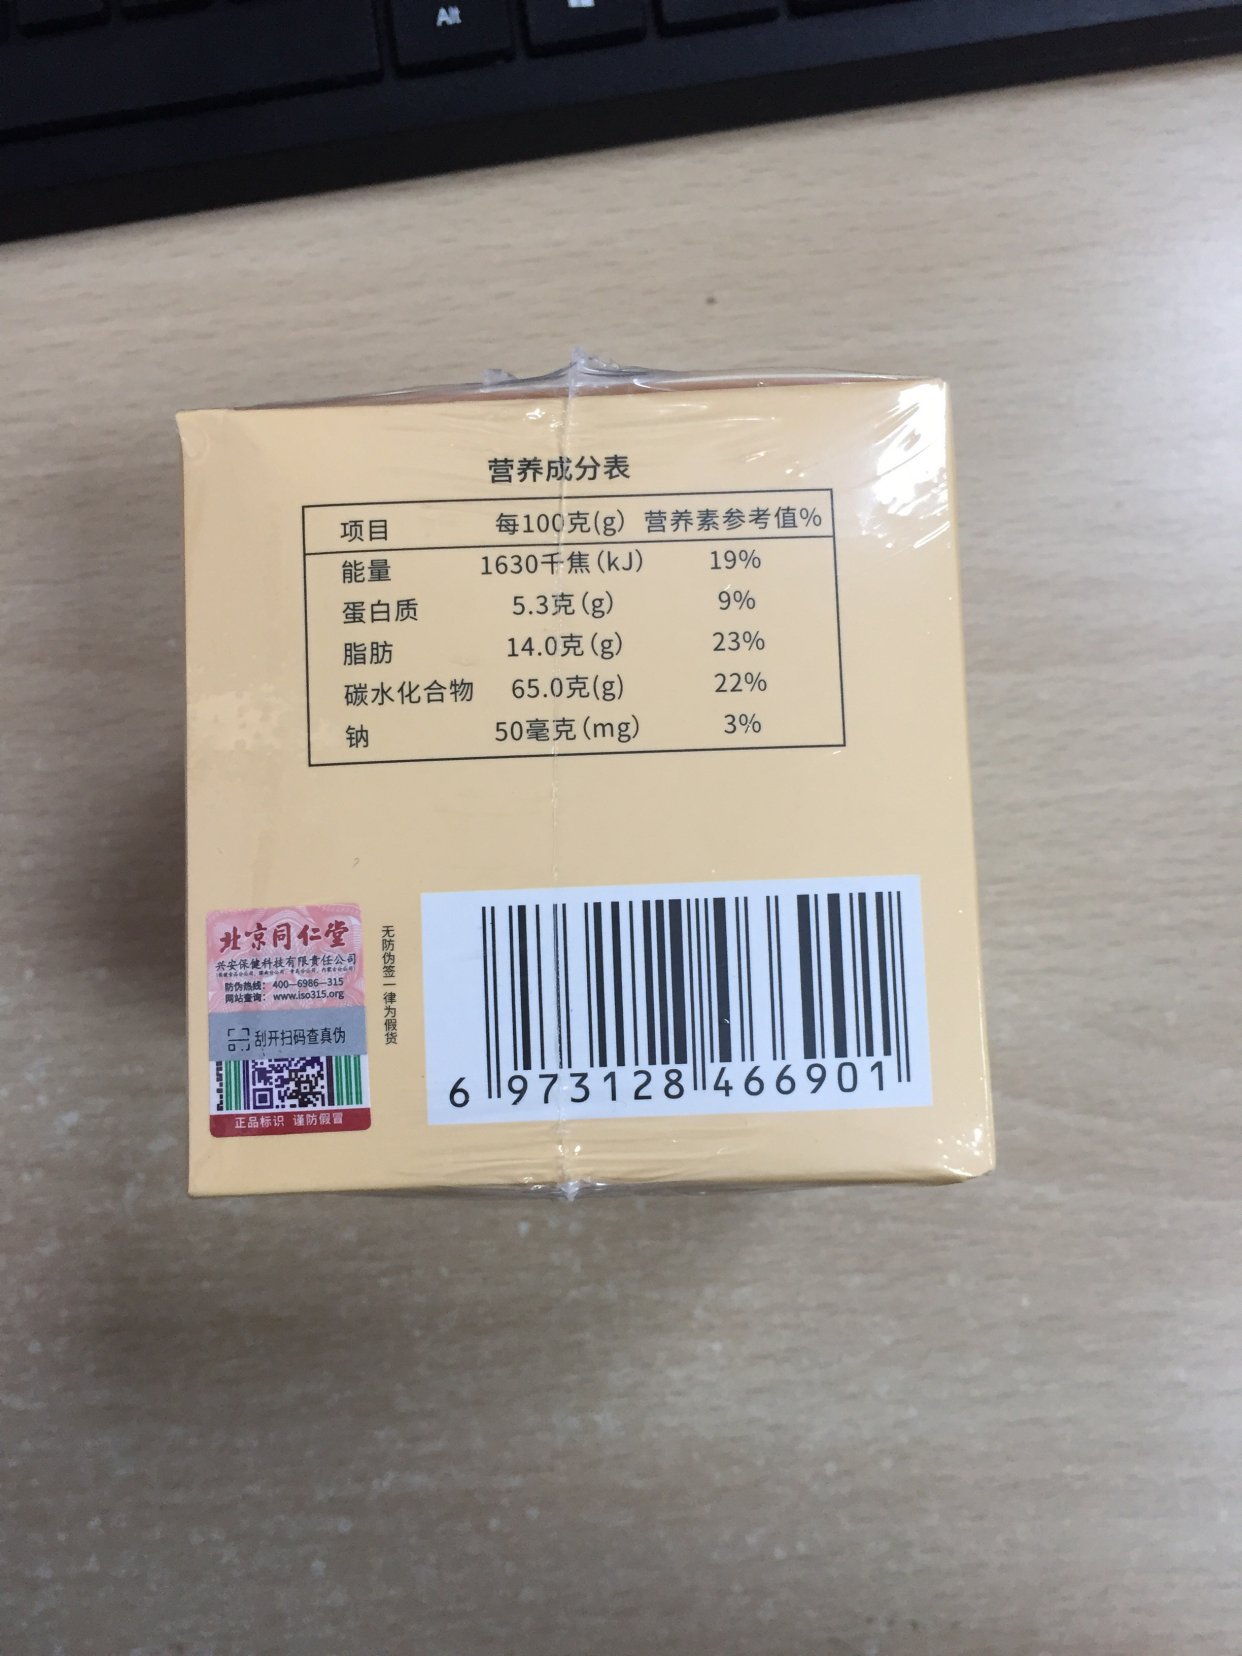 Alt
营养成分表
项目 每100克(g) 营养素参考值%
能量 1630千焦(kJ) 19%
蛋白质 5.3克(g) 9%
脂肪 14.0克(g) 23%
碳水化合物 65.0克(g) 22%
钠 50毫克(mg) 3%
北京同仁堂
兴安保健科技有限责任公司
防伪热线：400—6986—315
网站查询：www.iso315.org
刮开扫码查真伪
正品标识 谨防假冒
无防伪签一律为假货
6 973128 466901